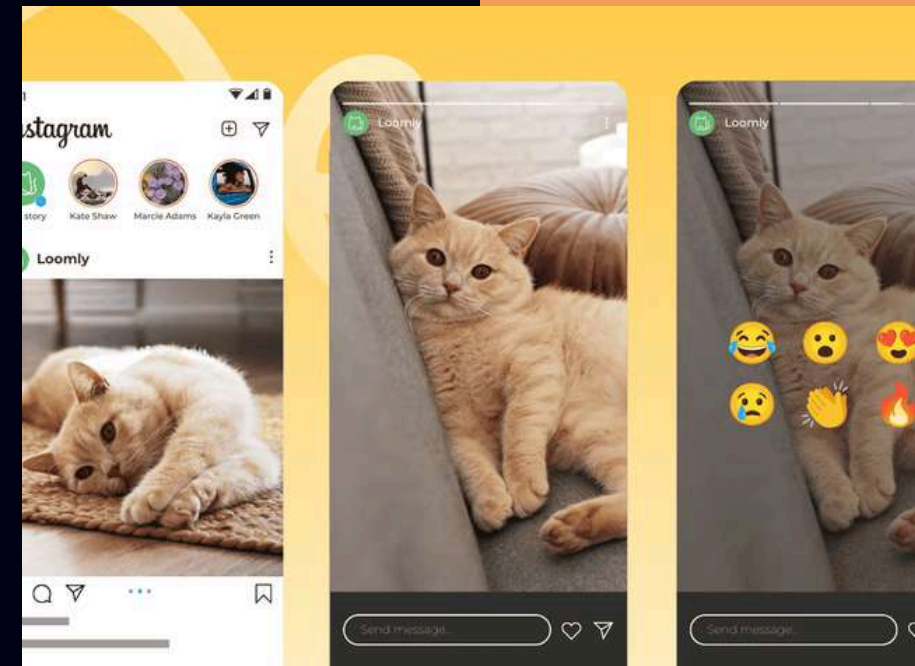 stagram
story
Kate Shaw
Marcie Adams
Kayla Green
Loomly
Loomly
Send message...
Loomly
Send message...